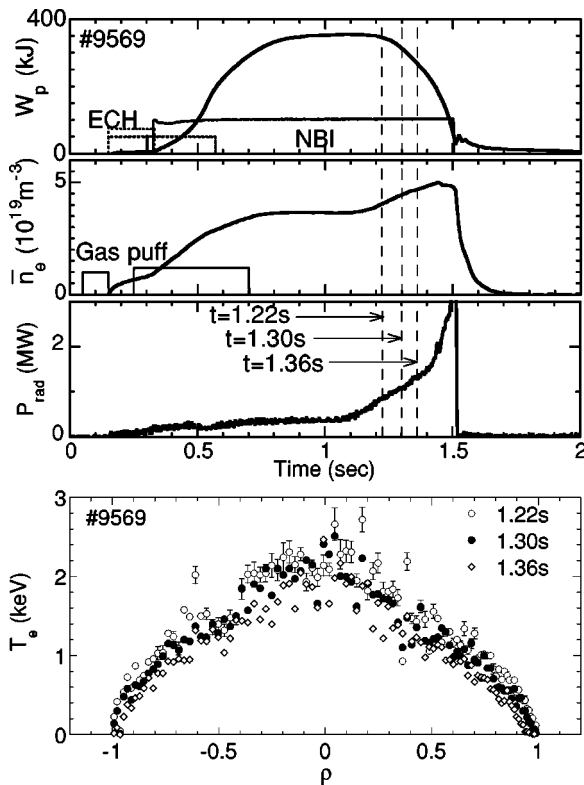 #9569
400
200
0
W_p (kJ)
ECH
NBI
5
0
n̅_e (10^19 m^-3)
Gas puff
t=1.22s
t=1.30s
t=1.36s
2
0
P_rad (MW)
0 0.5 1.0 1.5 2
Time (sec)
#9569
1.22s
1.30s
1.36s
3
2
1
0
T_e (keV)
-1 -0.5 0 0.5 1
ρ